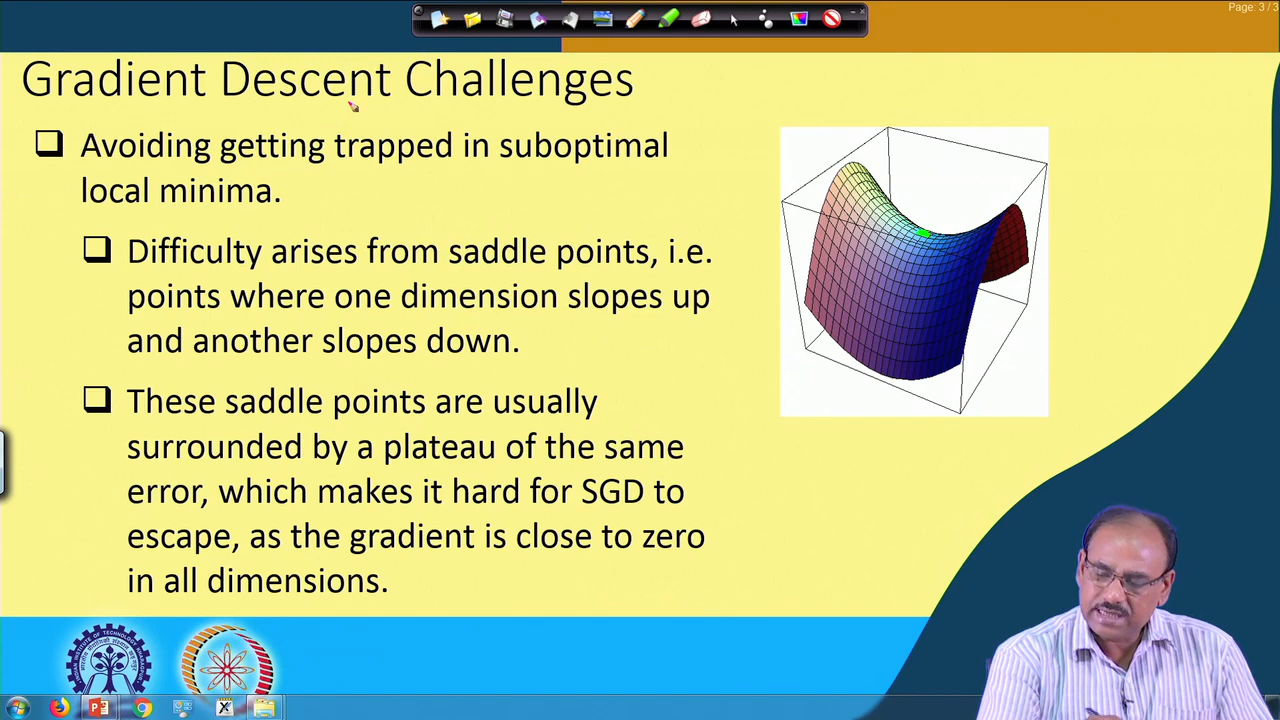 Page: 3 / 3
Gradient Descent Challenges
Avoiding getting trapped in suboptimal
local minima.
Difficulty arises from saddle points, i.e.
points where one dimension slopes up
and another slopes down.
These saddle points are usually
surrounded by a plateau of the same
error, which makes it hard for SGD to
escape, as the gradient is close to zero
in all dimensions.